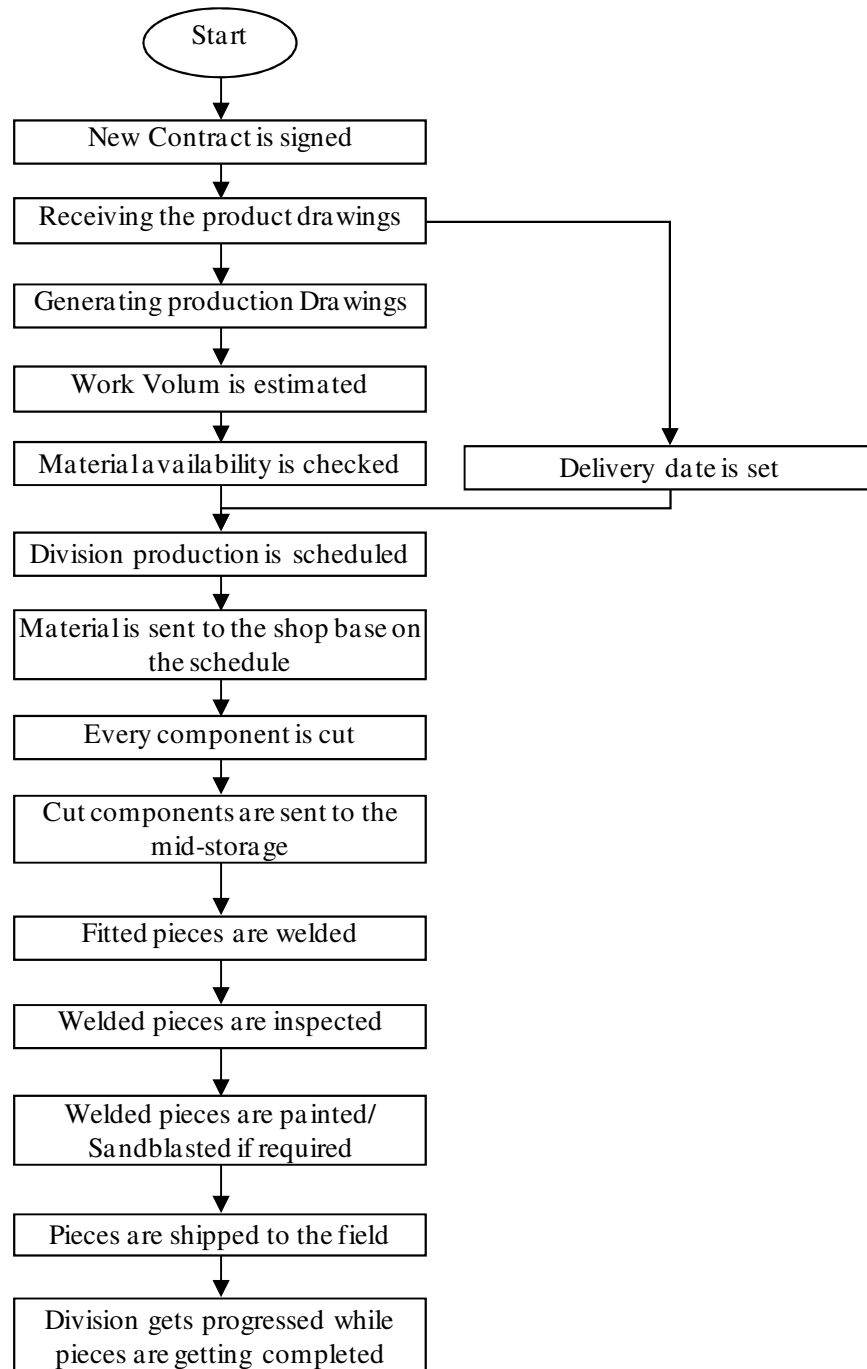 Start
New Contract is signed
Receiving the product drawings
Generating production Drawings
Work Volum is estimated
Material availability is checked
Delivery date is set
Division production is scheduled
Material is sent to the shop base on
the schedule
Every component is cut
Cut components are sent to the
mid-storage
Fitted pieces are welded
Welded pieces are inspected
Welded pieces are painted/
Sandblasted if required
Pieces are shipped to the field
Division gets progressed while
pieces are getting completed